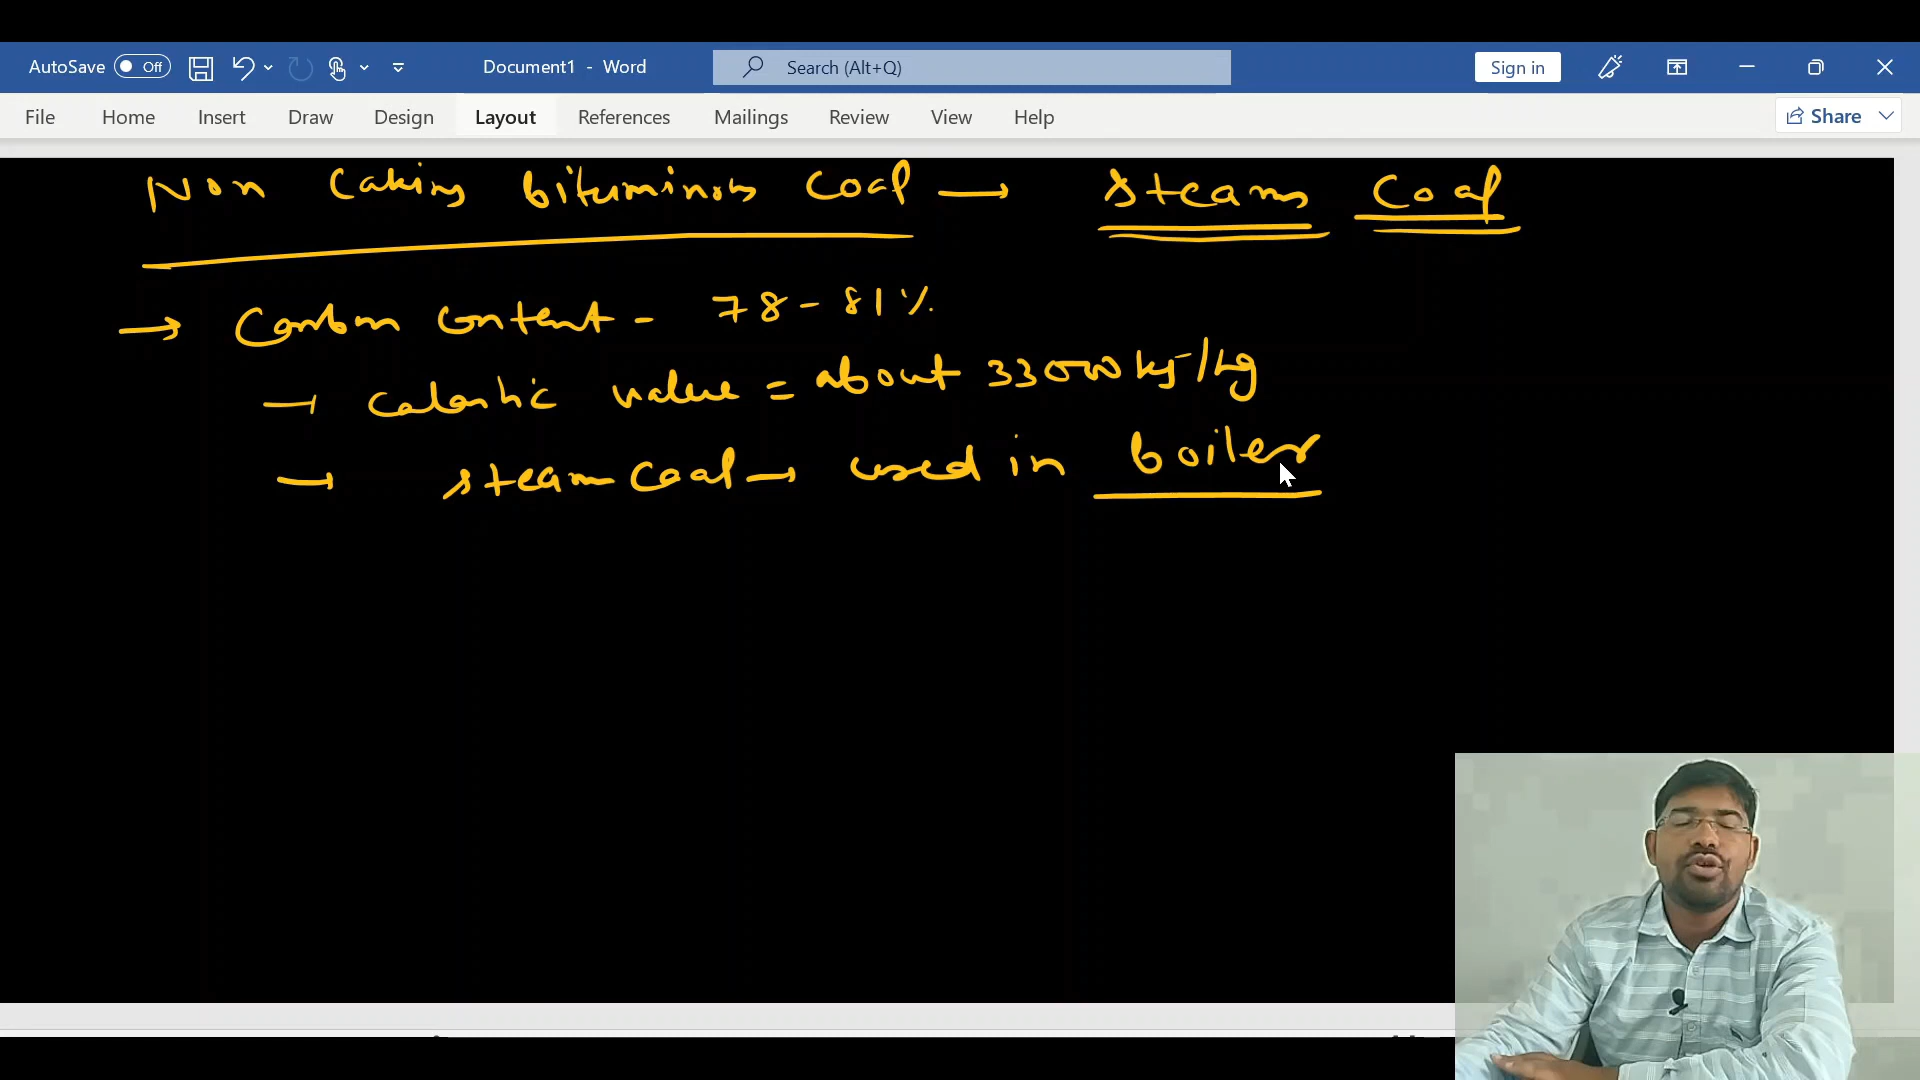 AutoSave Off Document1 - Word Search (Alt+Q) Sign in
File Home Insert Draw Design Layout References Mailings Review View Help Share
Non Caking bituminous Coal → Steam Coal
→ Carbon content - 78-81%
→ calorific value = about 33000 kJ/kg
→ steam coal → used in boiler